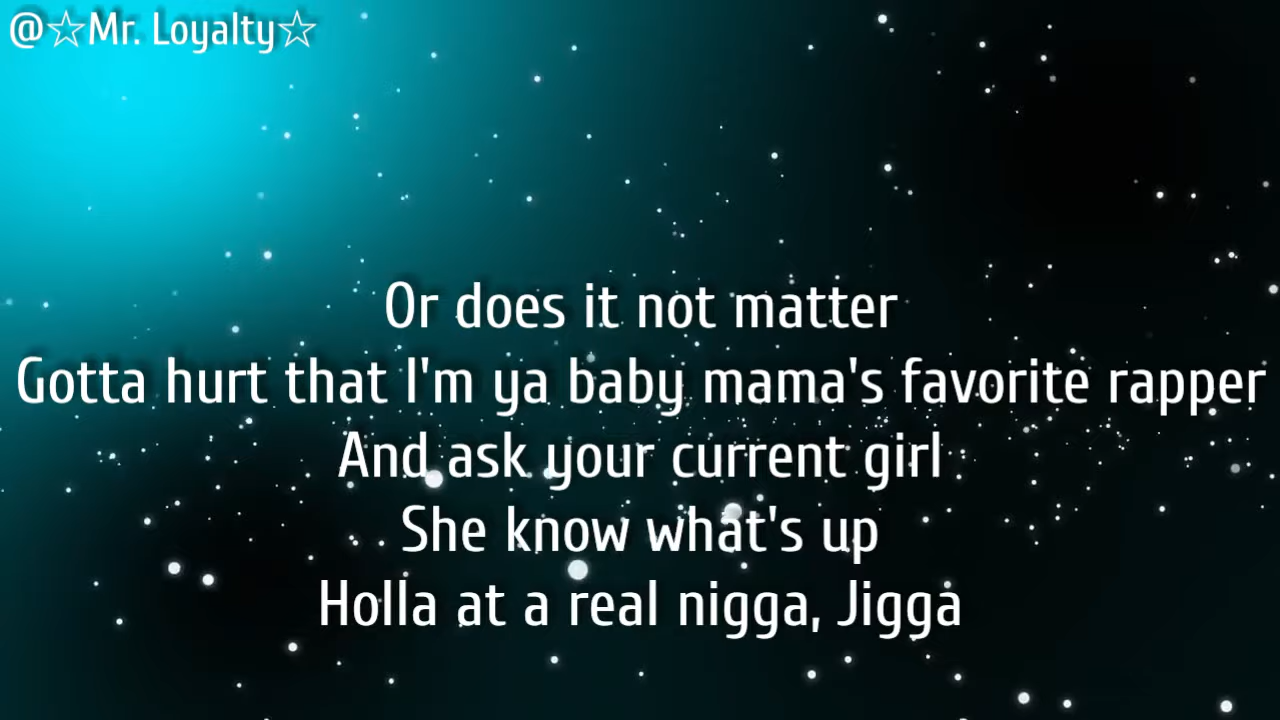 @☆Mr. Loyalty☆
Or does it not matter
Gotta hurt that I'm ya baby mama's favorite rapper
And ask your current girl
She know what's up
Holla at a real nigga, Jigga